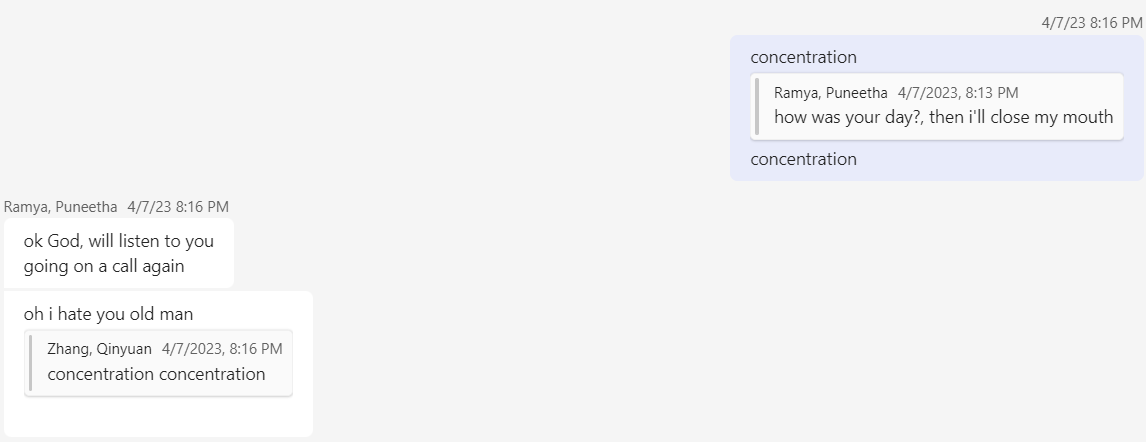 4/7/23 8:16 PM
concentration
Ramya, Puneetha 4/7/2023, 8:13 PM
how was your day?, then i'll close my mouth
concentration
Ramya, Puneetha 4/7/23 8:16 PM
ok God, will listen to you
going on a call again
oh i hate you old man
Zhang, Qinyuan 4/7/2023, 8:16 PM
concentration concentration